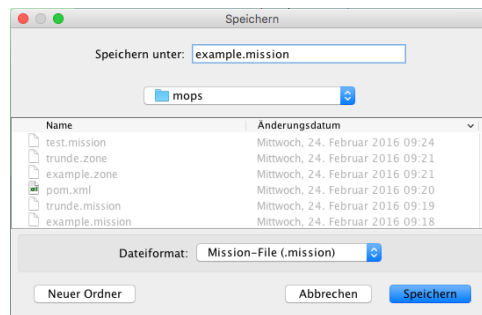 Speichern
Speichern unter: example.mission
mops
Name Änderungsdatum
test.mission Mittwoch, 24. Februar 2016 09:24
trunde.zone Mittwoch, 24. Februar 2016 09:21
example.zone Mittwoch, 24. Februar 2016 09:21
pom.xml Mittwoch, 24. Februar 2016 09:20
trunde.mission Mittwoch, 24. Februar 2016 09:19
example.mission Mittwoch, 24. Februar 2016 09:18
Dateiformat: Mission-File (.mission)
Neuer Ordner Abbrechen Speichern